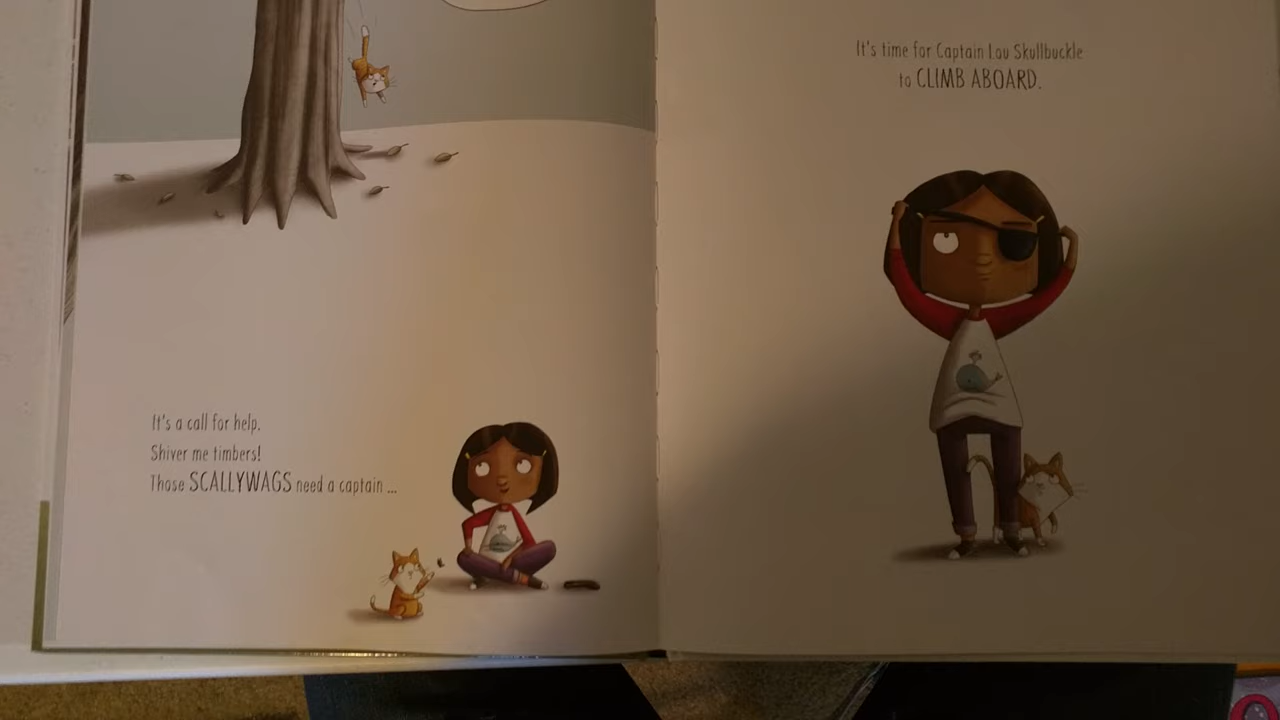 It's a call for help.
Shiver me timbers!
Those SCALLYWAGS need a captain ...
It's time for Captain Lou Skullbuckle
to CLIMB ABOARD.